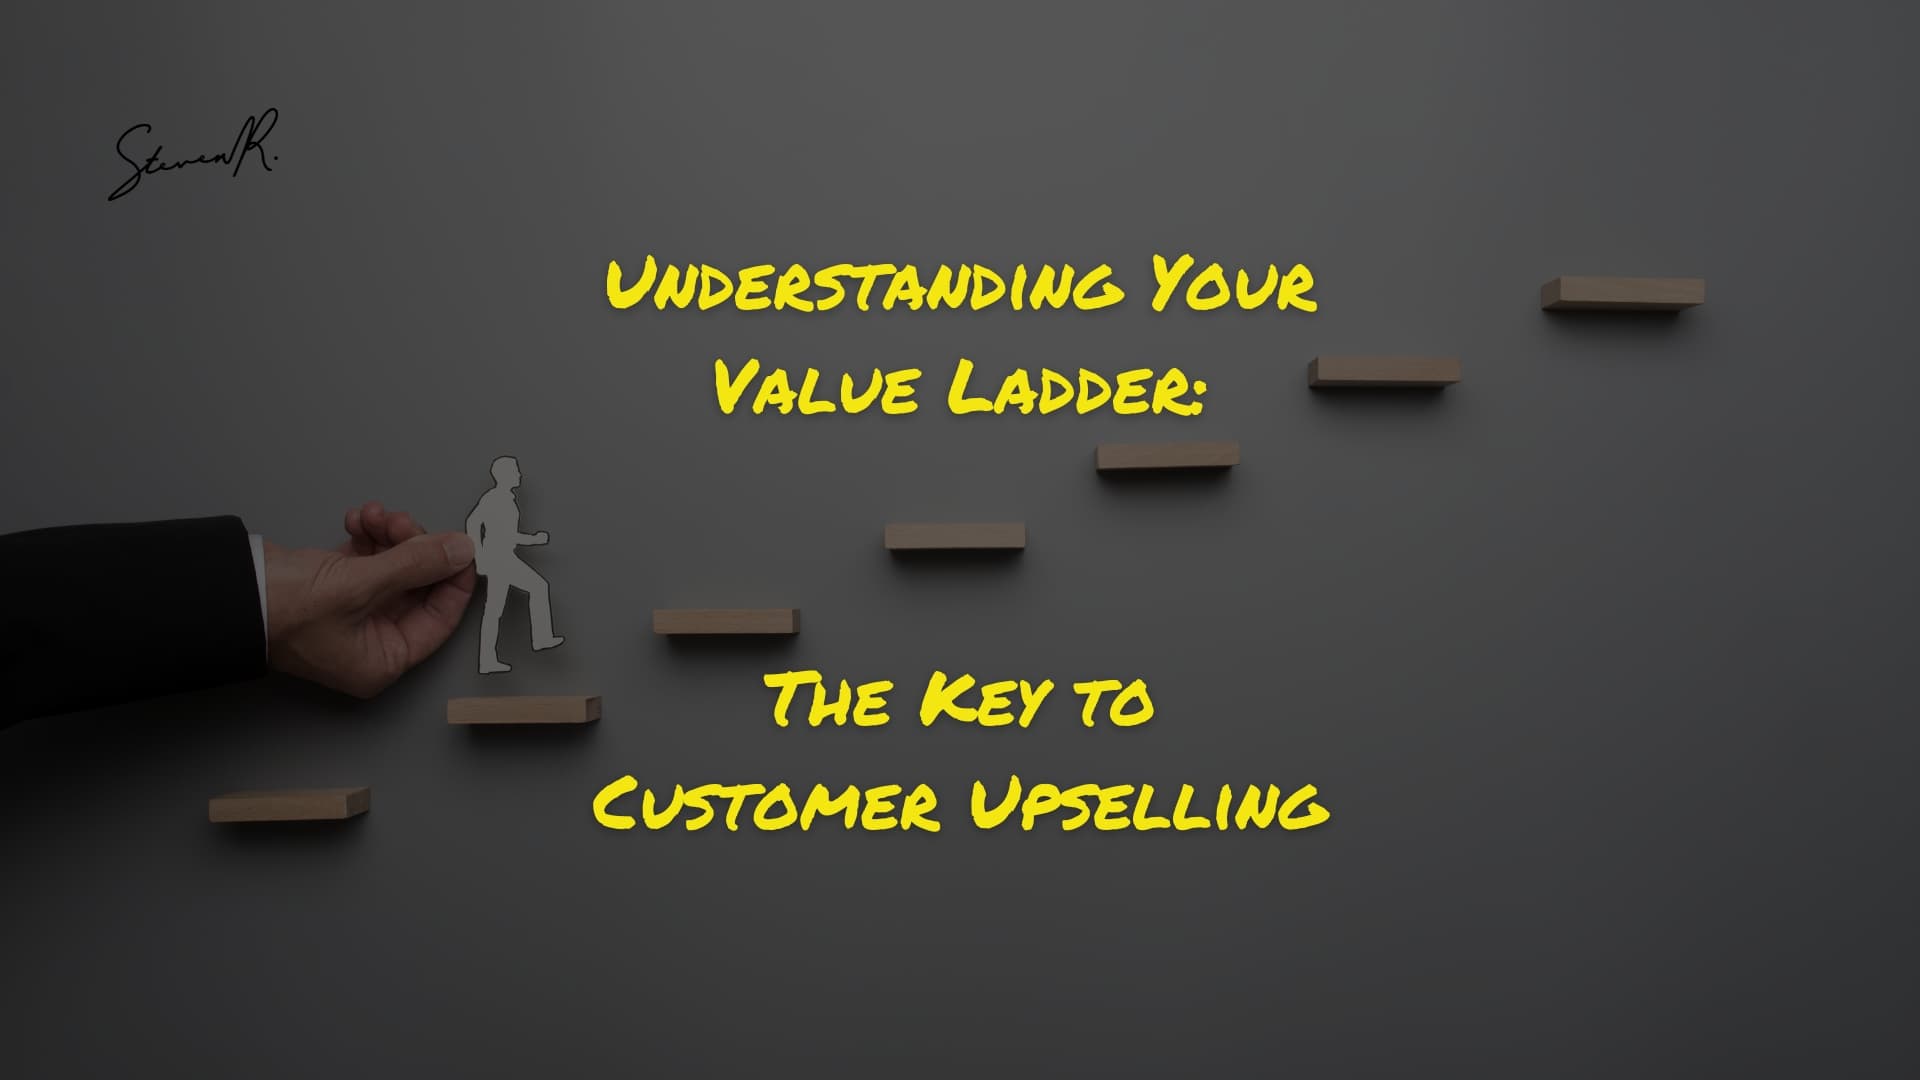 Steven R.
Understanding Your
Value Ladder:
The Key to
Customer Upselling